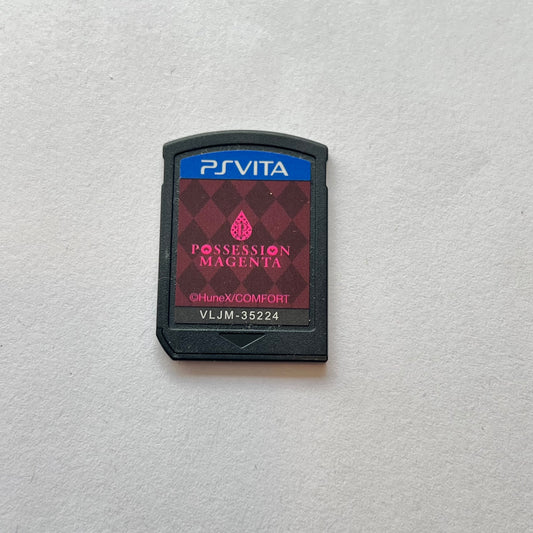 PSVITA
P
POSSESSION
MAGENTA
©HuneX/COMFORT
VLJM-35224